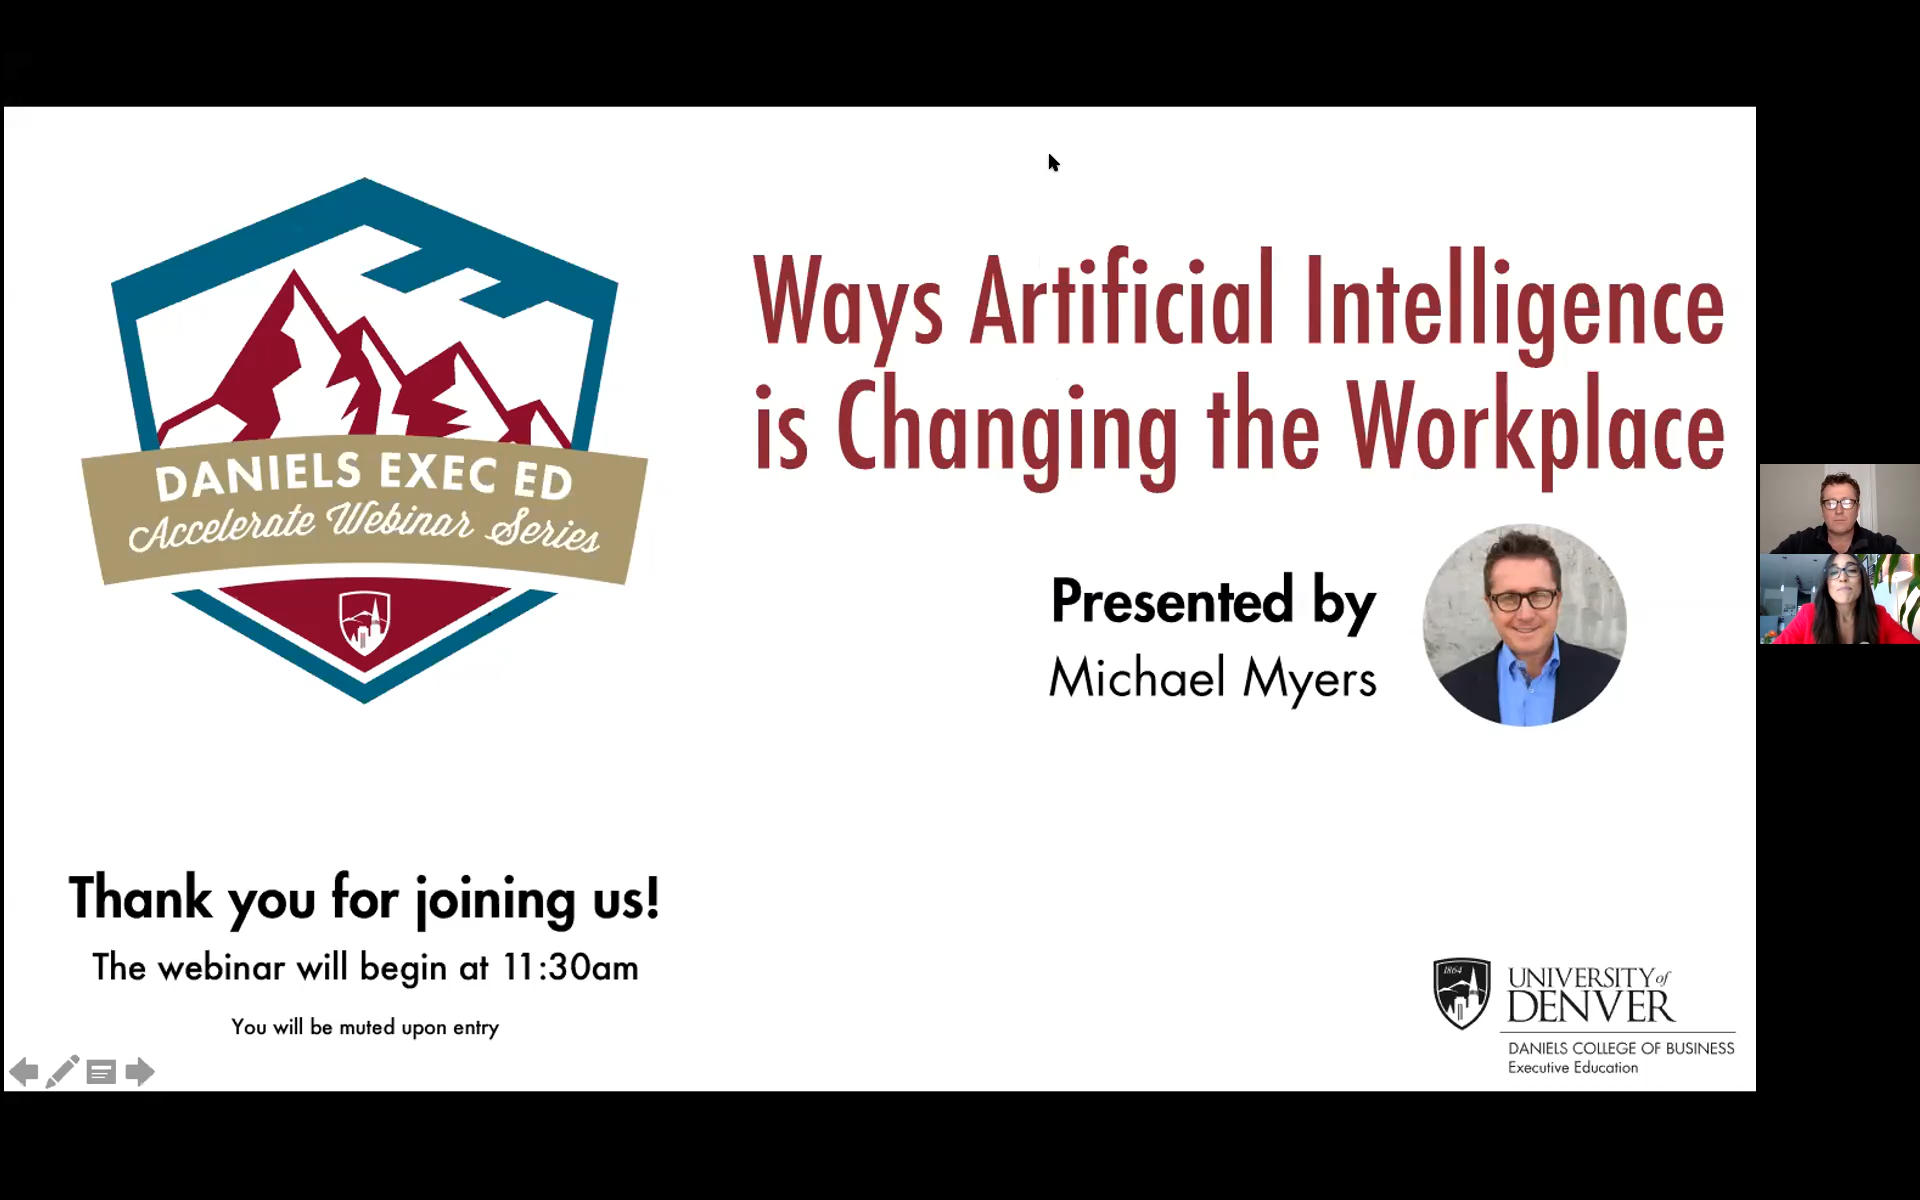 Ways Artificial Intelligence
is Changing the Workplace
DANIELS EXEC ED
Accelerate Webinar Series
Presented by
Michael Myers
Thank you for joining us!
The webinar will begin at 11:30am
You will be muted upon entry
1864
UNIVERSITY of
DENVER
DANIELS COLLEGE OF BUSINESS
Executive Education